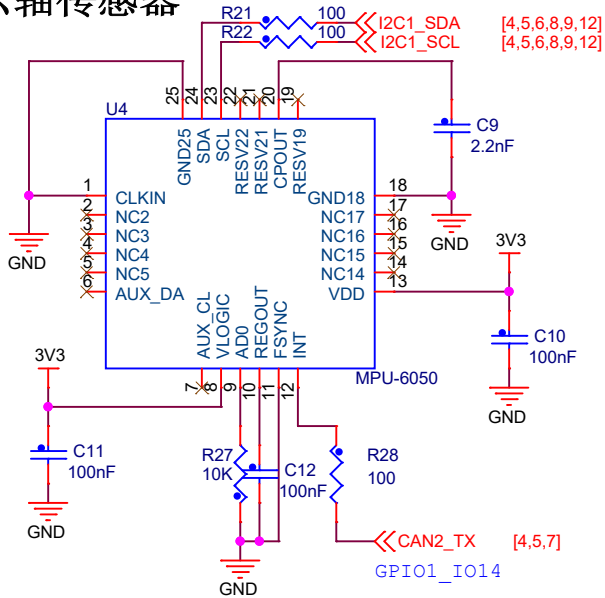 轴传感器
R21 100 I2C1_SDA [4,5,6,8,9,12]
R22 100 I2C1_SCL [4,5,6,8,9,12]
25 24 23 22 21 20 19
U4
GND25 SDA SCL RESV22 RESV21 CPOUT RESV19
C9
2.2nF
1 CLKIN GND18 18
2 NC2 NC17 17
3 NC3 NC16 16
4 NC4 NC15 15
5 NC5 NC14 14
6 AUX_DA VDD 13
GND
GND
3V3
AUX_CL VLOGIC AD0 REGOUT FSYNC INT
7 8 9 10 11 12
MPU-6050
C10
100nF
GND
3V3
C11
100nF
GND
R27
10K
C12
100nF
R28
100
GND
CAN2_TX [4,5,7]
GPIO1_IO14